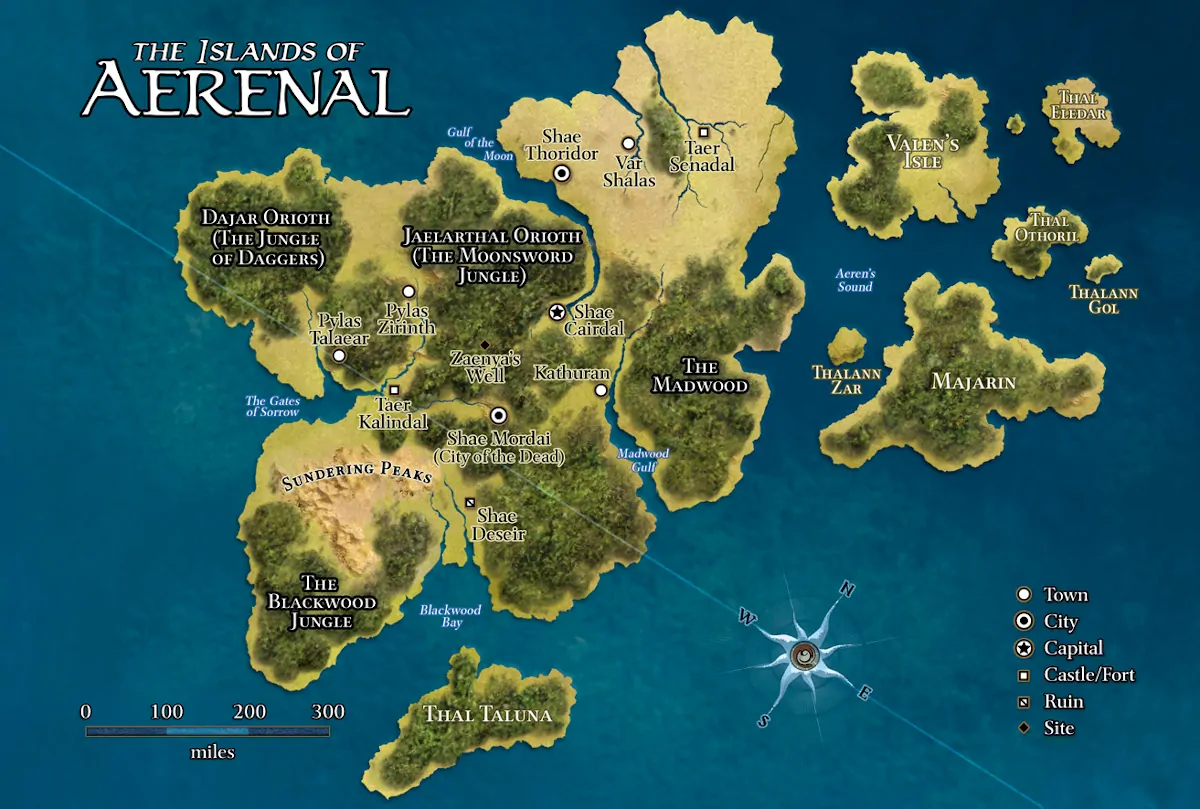 THE ISLANDS OF
AERENAL
Gulf
of the
Moon
Shae
Thoridor
Var
Shalas
Taer
Senadal
VALEN'S
ISLE
THAL
ELEDAR
DAJAR ORIOTH
(THE JUNGLE
OF DAGGERS)
JAELARTHAL ORIOTH
(THE MOONSWORD
JUNGLE)
THAL
OTHORIL
Aeren's
Sound
THALANN
GOL
Pylas
Talaear
Pylas
Zirinth
Shae
Cairdal
Zaenya's
Well
Kathuran
THE
MADWOOD
THALANN
ZAR
MAJARIN
The Gates
of Sorrow
Taer
Kalindal
Shae Mordai
(City of the Dead)
Madwood
Gulf
SUNDERING PEAKS
Shae
Deseir
THE
BLACKWOOD
JUNGLE
Blackwood
Bay
THAL TALUNA
N
W
E
S
0 100 200 300
miles
Town
City
Capital
Castle/Fort
Ruin
Site